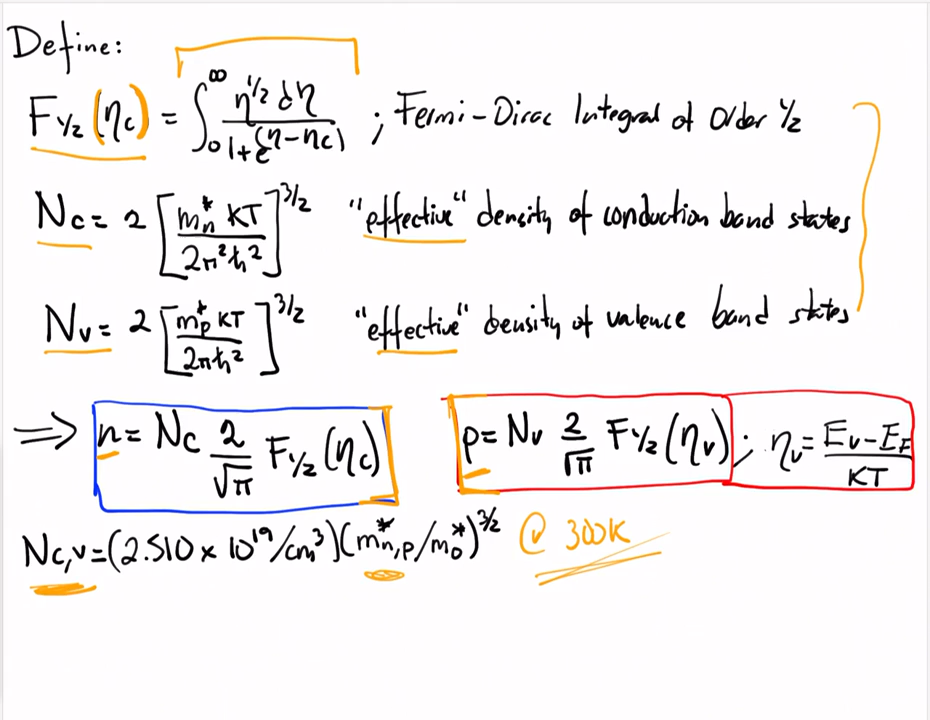 Define:
F₁/₂(ηc) = ∫₀^∞ η^(1/2) dη / (1+e^(η-ηc)) ; Fermi-Dirac Integral of Order 1/2
Nc = 2 [mn* KT / 2π²ħ²]^(3/2) "effective" density of conduction band states
Nv = 2 [mp* KT / 2πħ²]^(3/2) "effective" density of valence band states
⇒ n = Nc 2/√π F₁/₂(ηc) p = Nv 2/√π F₁/₂(ηv) ; ηv = (Ev - EF) / KT
Nc,v = (2.510 x 10¹⁹/cm³)(m*n,p/mo*)^(3/2) @ 300K